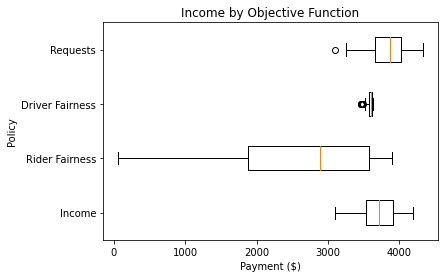 Income by Objective Function
Requests
Driver Fairness
Rider Fairness
Income
Policy
0 1000 2000 3000 4000
Payment ($)